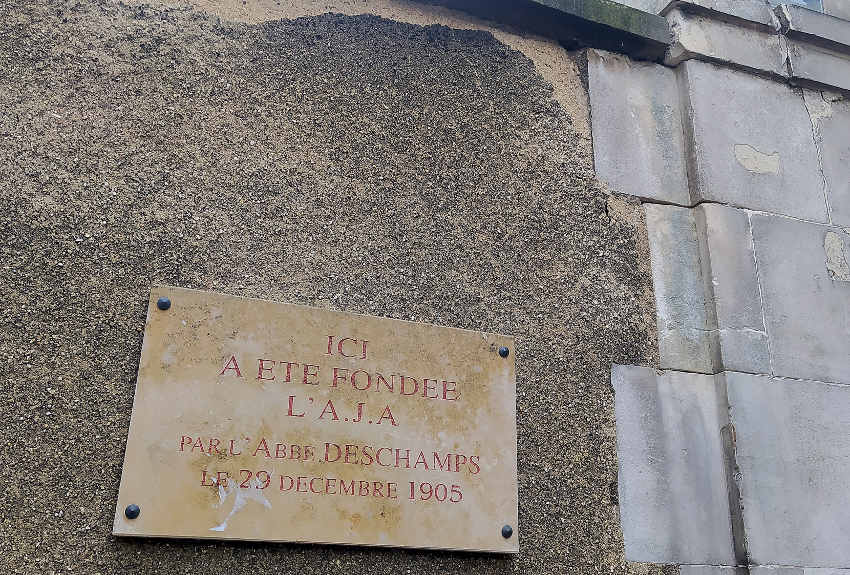 ICI
A ETE FONDEE
L'A.J.A
PAR L'ABBE DESCHAMPS
LE 29 DECEMBRE 1905